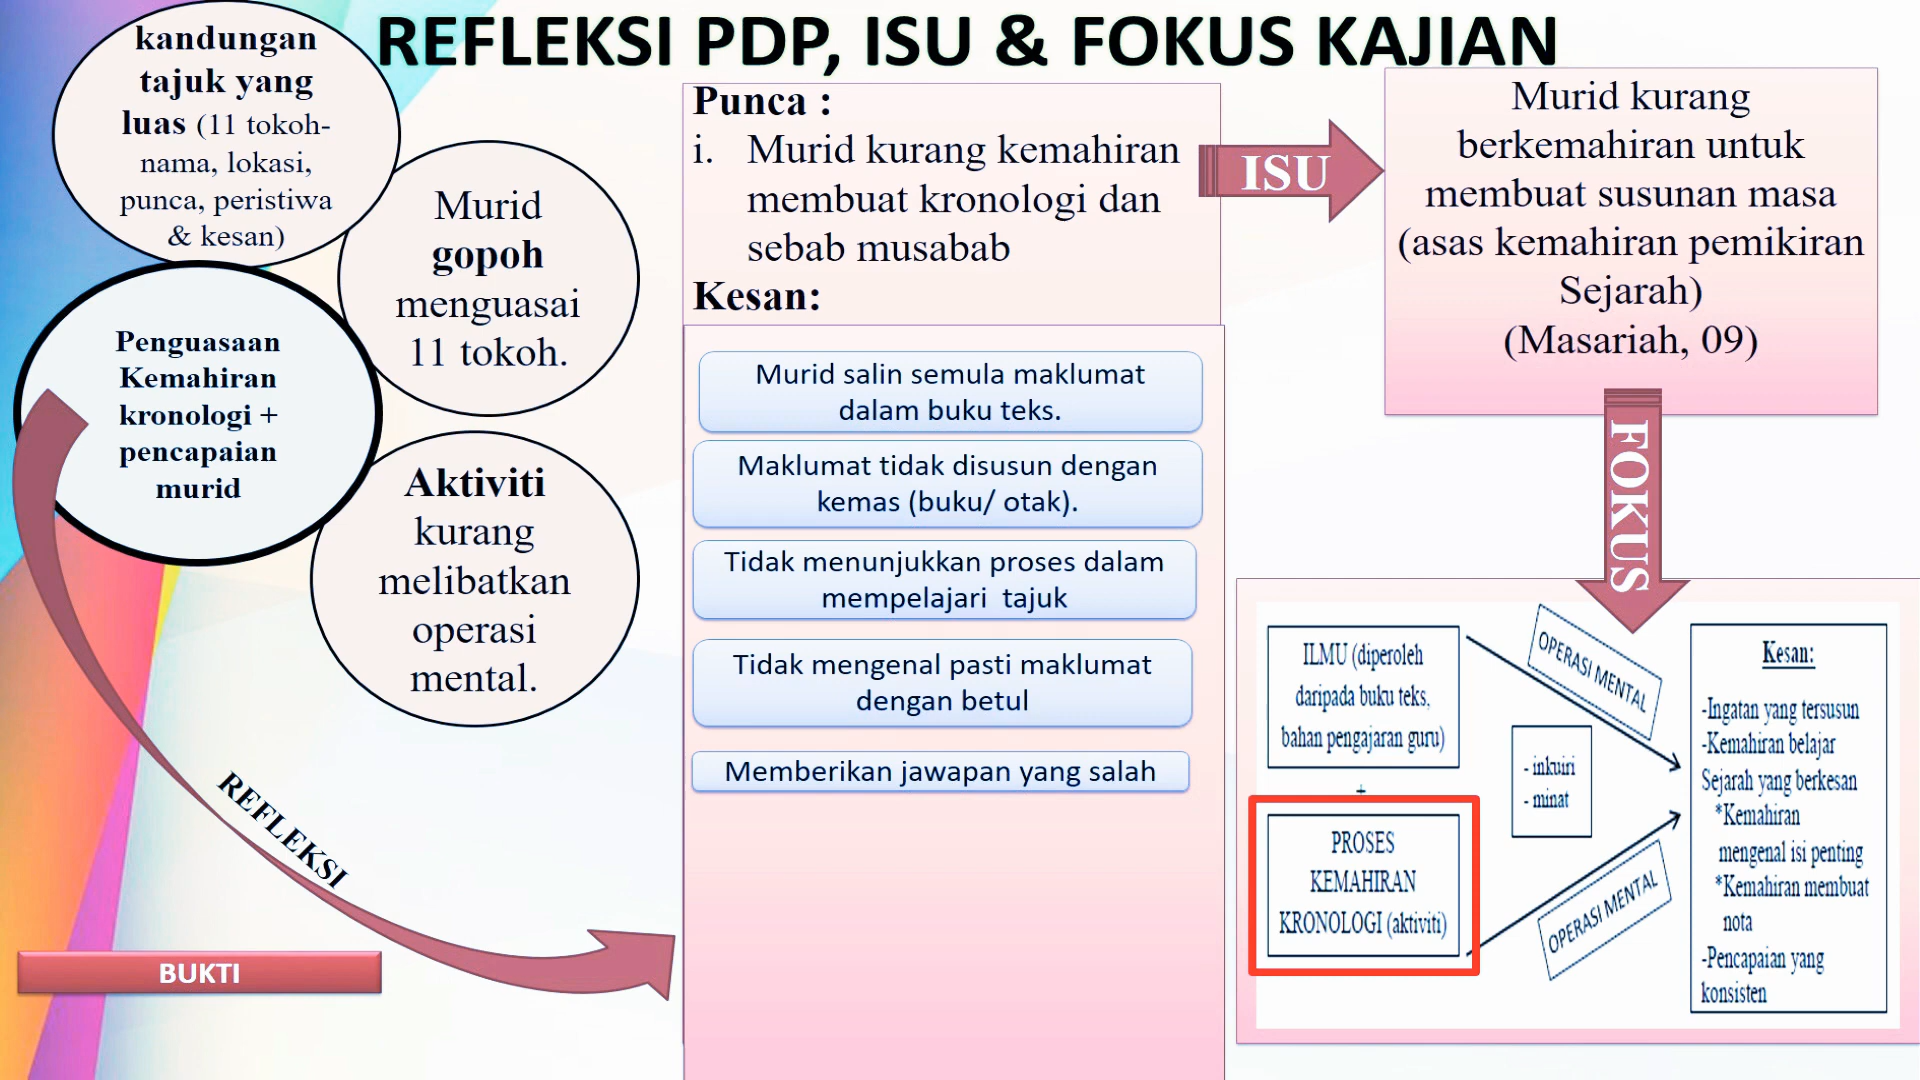 REFLEKSI PDP, ISU & FOKUS KAJIAN
kandungan
tajuk yang
luas (11 tokoh-
nama, lokasi,
punca, peristiwa
& kesan)
Murid
gopoh
menguasai
11 tokoh.
Penguasaan
Kemahiran
kronologi +
pencapaian
murid
Aktiviti
kurang
melibatkan
operasi
mental.
REFLEKSI
BUKTI
Punca :
i. Murid kurang kemahiran
membuat kronologi dan
sebab musabab
Kesan:
Murid salin semula maklumat
dalam buku teks.
Maklumat tidak disusun dengan
kemas (buku/ otak).
Tidak menunjukkan proses dalam
mempelajari tajuk
Tidak mengenal pasti maklumat
dengan betul
Memberikan jawapan yang salah
ISU
Murid kurang
berkemahiran untuk
membuat susunan masa
(asas kemahiran pemikiran
Sejarah)
(Masariah, 09)
FOKUS
ILMU (diperoleh
daripada buku teks,
bahan pengajaran guru)
+
PROSES
KEMAHIRAN
KRONOLOGI (aktiviti)
OPERASI MENTAL
- inkuiri
- minat
OPERASI MENTAL
Kesan:
-Ingatan yang tersusun
-Kemahiran belajar
Sejarah yang berkesan
*Kemahiran
mengenal isi penting
*Kemahiran membuat
nota
-Pencapaian yang
konsisten